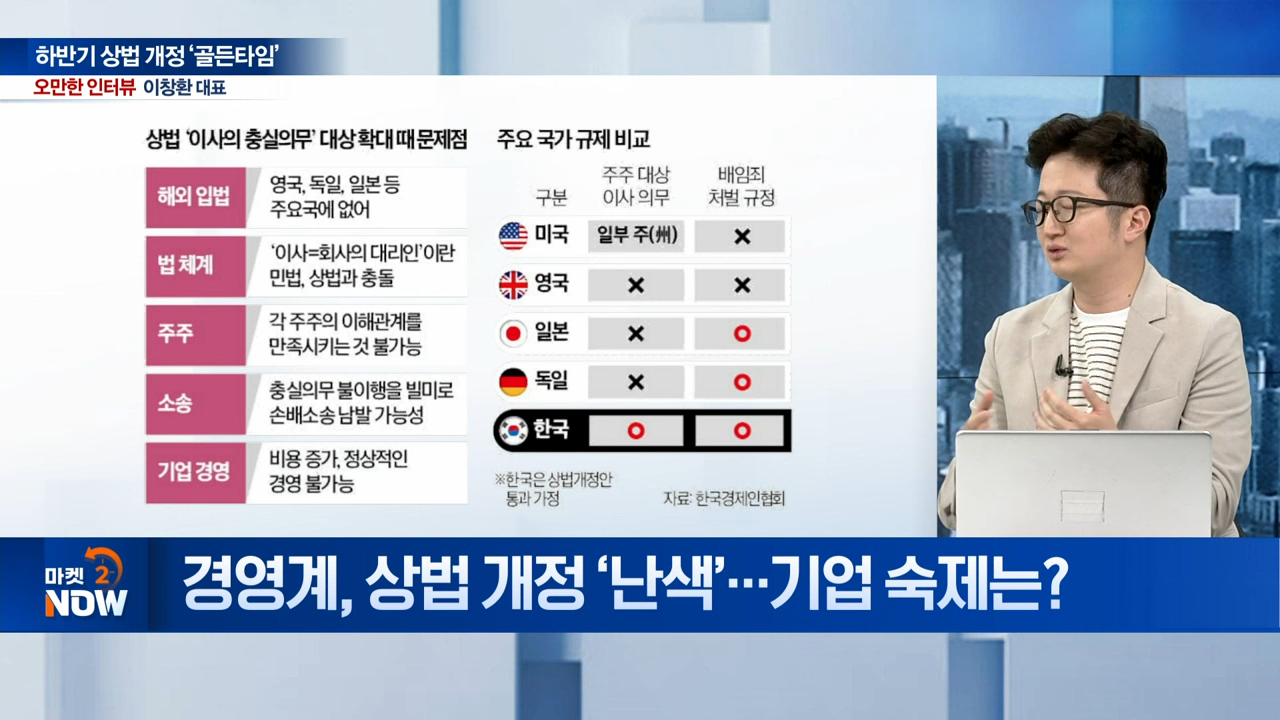 하반기 상법 개정 ‘골든타임’
오만한 인터뷰 이창환 대표
상법 ‘이사의 충실의무’ 대상 확대 때 문제점
해외 입법
영국, 독일, 일본 등
주요국에 없어
법 체계
‘이사=회사의 대리인’이란
민법, 상법과 충돌
주주
각 주주의 이해관계를
만족시키는 것 불가능
소송
충실의무 불이행을 빌미로
손배소송 남발 가능성
기업 경영
비용 증가, 정상적인
경영 불가능
주요 국가 규제 비교
구분
주주 대상
이사 의무
배임죄
처벌 규정
미국 일부 주(州) ×
영국 × ×
일본 × ○
독일 × ○
한국 ○ ○
※한국은 상법개정안
통과 가정
자료: 한국경제인협회
마켓 2
NOW
경영계, 상법 개정 ‘난색’…기업 숙제는?